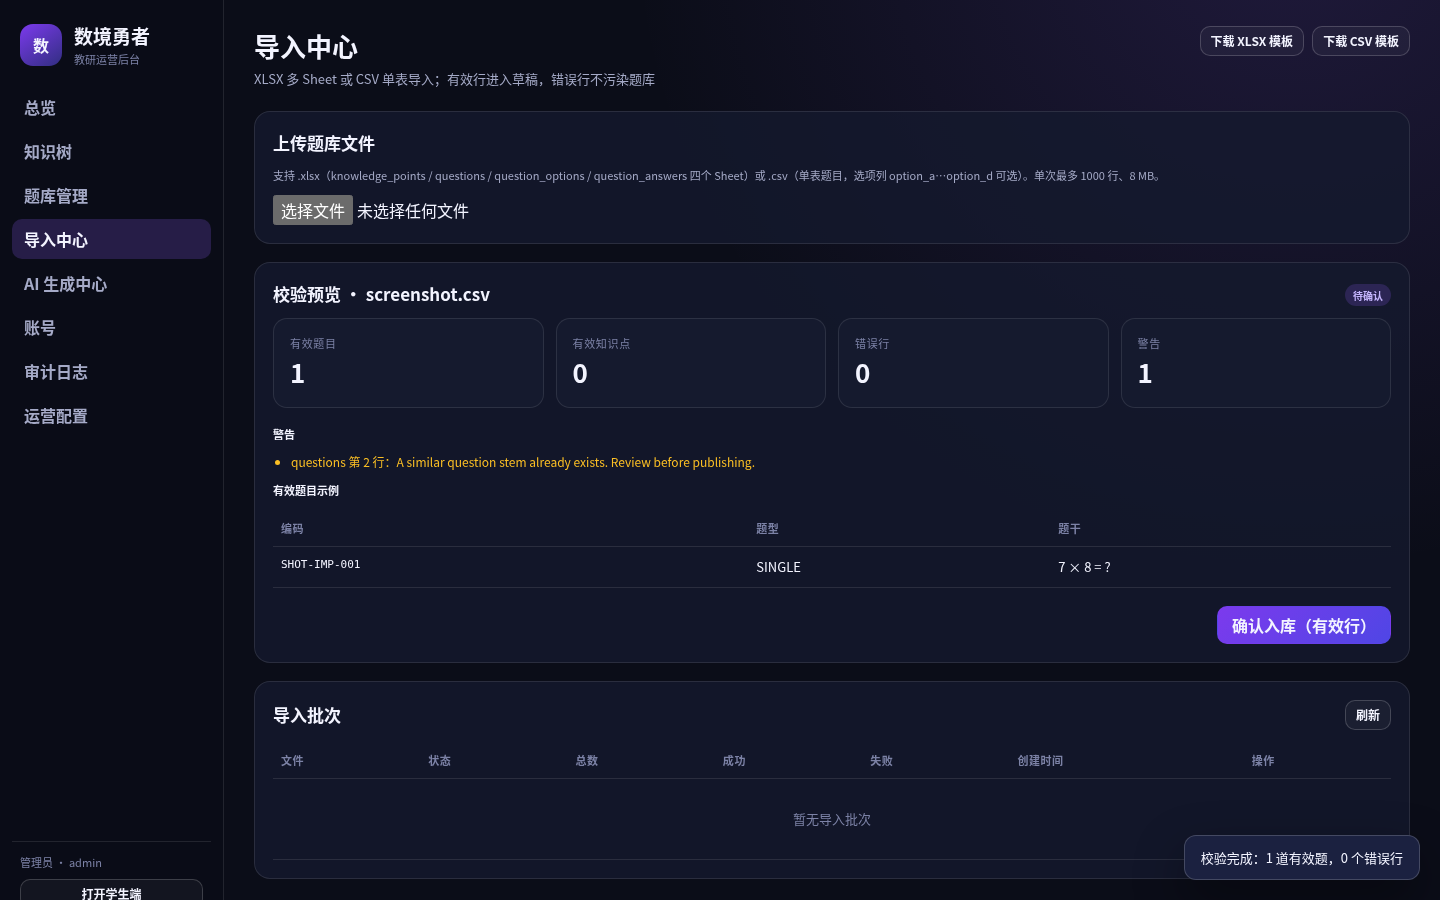 数
数境勇者
教研运营后台
总览
知识树
题库管理
导入中心
AI 生成中心
账号
审计日志
运营配置
管理员 · admin
打开学生端
导入中心
XLSX 多 Sheet 或 CSV 单表导入；有效行进入草稿，错误行不污染题库
下载 XLSX 模板
下载 CSV 模板
上传题库文件
支持 .xlsx（knowledge_points / questions / question_options / question_answers 四个 Sheet）或 .csv（单表题目，选项列 option_a…option_d 可选）。单次最多 1000 行、8 MB。
选择文件 未选择任何文件
校验预览 · screenshot.csv
待确认
有效题目
1
有效知识点
0
错误行
0
警告
1
警告
questions 第 2 行：A similar question stem already exists. Review before publishing.
有效题目示例
编码 题型 题干
SHOT-IMP-001 SINGLE 7 × 8 = ?
确认入库（有效行）
导入批次
刷新
文件 状态 总数 成功 失败 创建时间 操作
暂无导入批次
校验完成：1 道有效题，0 个错误行